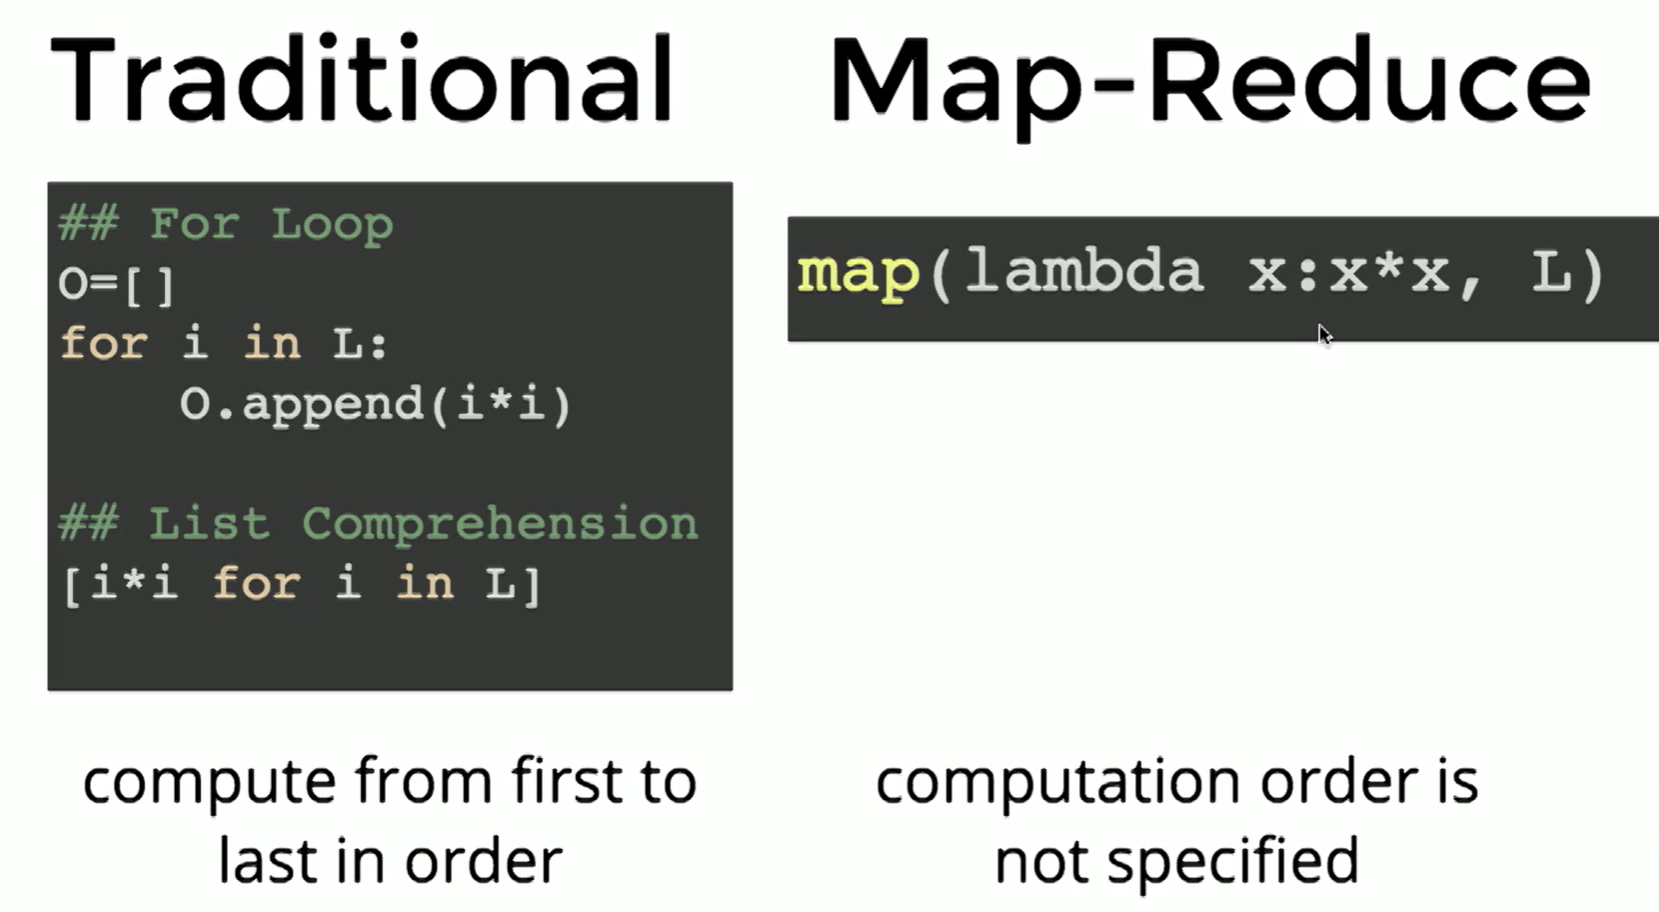 Traditional
## For Loop
O=[]
for i in L:
    O.append(i*i)
## List Comprehension
[i*i for i in L]
compute from first to
last in order
Map-Reduce
map(lambda x:x*x, L)
computation order is
not specified